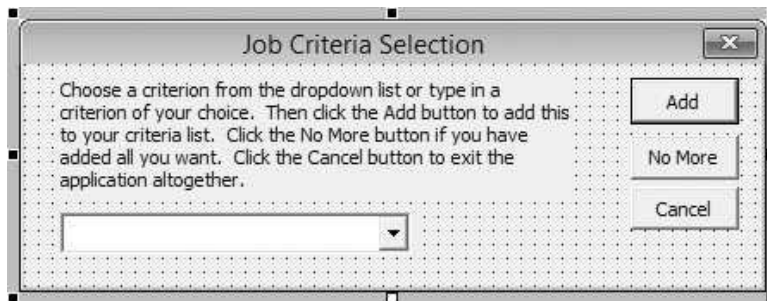 Job Criteria Selection
Choose a criterion from the dropdown list or type in a
criterion of your choice. Then click the Add button to add this
to your criteria list. Click the No More button if you have
added all you want. Click the Cancel button to exit the
application altogether.
Add
No More
Cancel